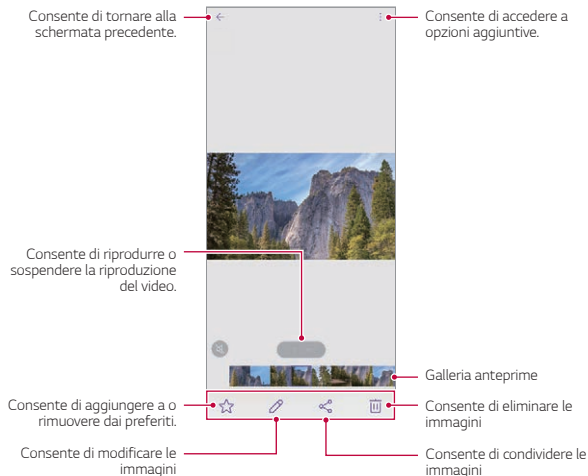 Consente di tornare alla
schermata precedente.
Consente di accedere a
opzioni aggiuntive.
Consente di riprodurre o
sospendere la riproduzione
del video.
Galleria anteprime
Consente di aggiungere a o
rimuovere dai preferiti.
Consente di eliminare le
immagini
Consente di modificare le
immagini
Consente di condividere le
immagini